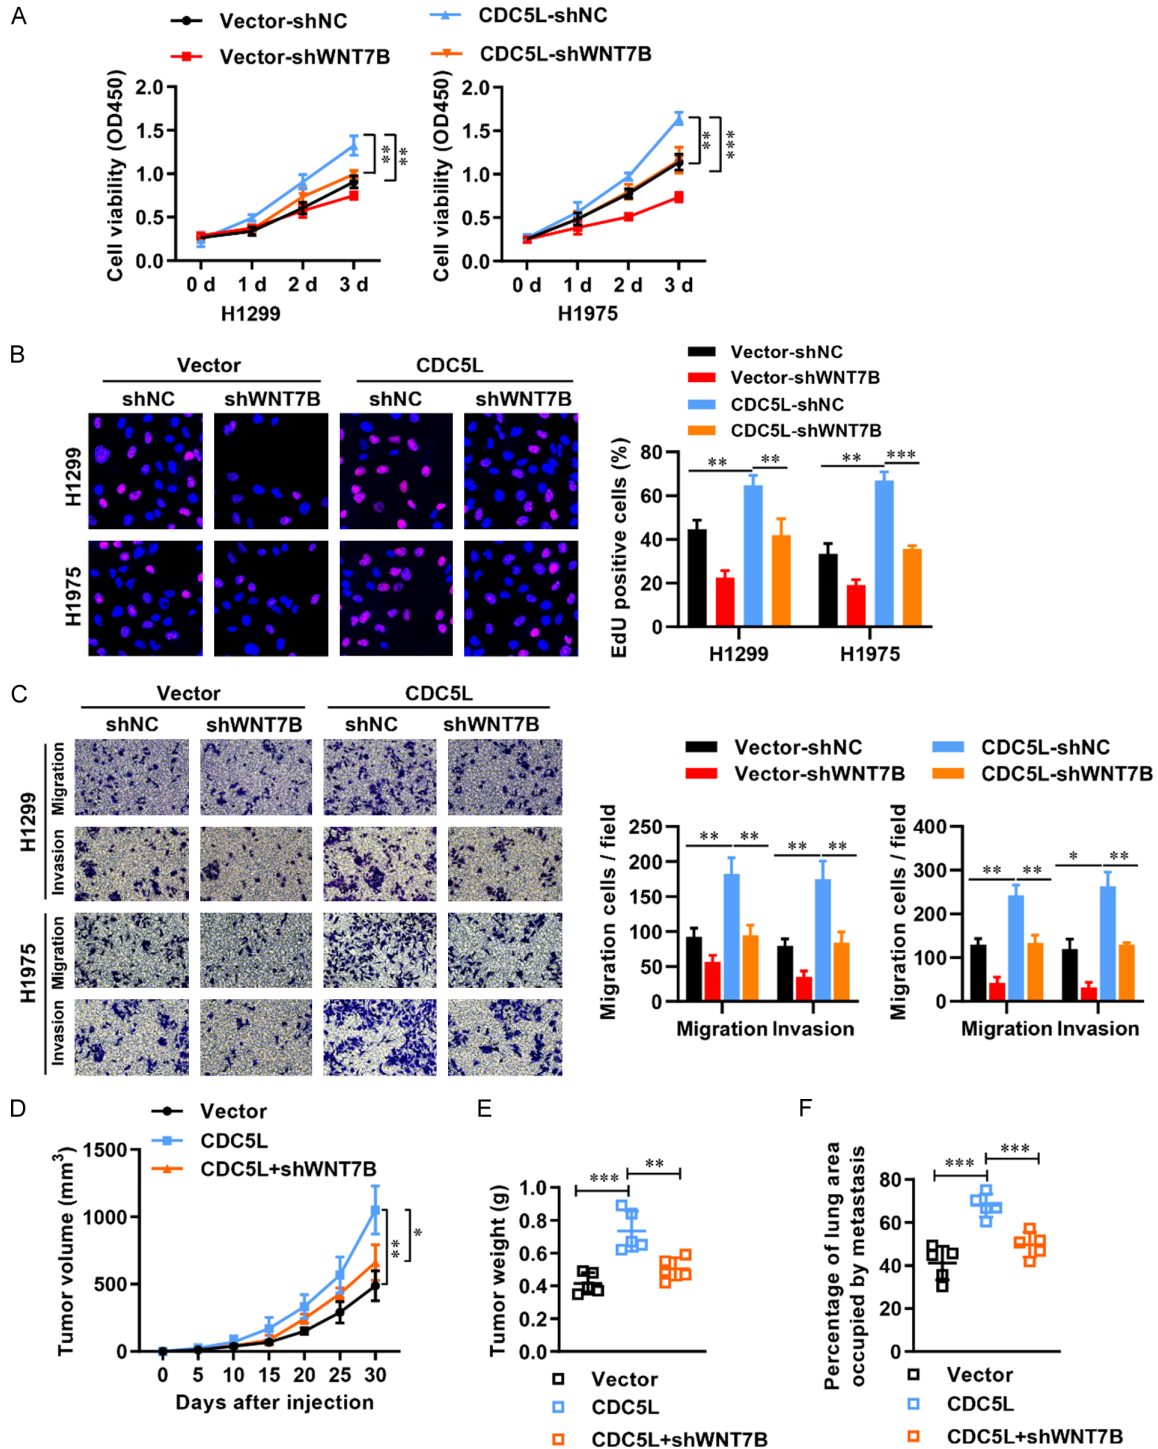 A
Vector-shNC
CDC5L-shNC
Vector-shWNT7B
CDC5L-shWNT7B
Cell viability (OD450)
2.0
1.5
1.0
0.5
0.0
0 d 1 d 2 d 3 d
H1299
**
**
Cell viability (OD450)
2.0
1.5
1.0
0.5
0.0
0 d 1 d 2 d 3 d
H1975
**
***
B
Vector
CDC5L
shNC
shWNT7B
shNC
shWNT7B
H1299
H1975
Vector-shNC
Vector-shWNT7B
CDC5L-shNC
CDC5L-shWNT7B
EdU positive cells (%)
80
60
40
20
0
** ** ** ***
H1299
H1975
C
Vector
CDC5L
shNC
shWNT7B
shNC
shWNT7B
H1299
Migration
Invasion
H1975
Migration
Invasion
Vector-shNC
CDC5L-shNC
Vector-shWNT7B
CDC5L-shWNT7B
Migration cells / field
250
200
150
100
50
0
** ** ** **
Migration Invasion
Migration cells / field
400
300
200
100
0
** ** * **
Migration Invasion
D
Vector
CDC5L
CDC5L+shWNT7B
Tumor volume (mm3)
1500
1000
500
0
**
*
0 5 10 15 20 25 30
Days after injection
E
Tumor weight (g)
1.0
0.8
0.6
0.4
0.2
0.0
*** **
Vector
CDC5L
CDC5L+shWNT7B
F
Percentage of lung area
occupied by metastasis
80
60
40
20
0
*** ***
Vector
CDC5L
CDC5L+shWNT7B